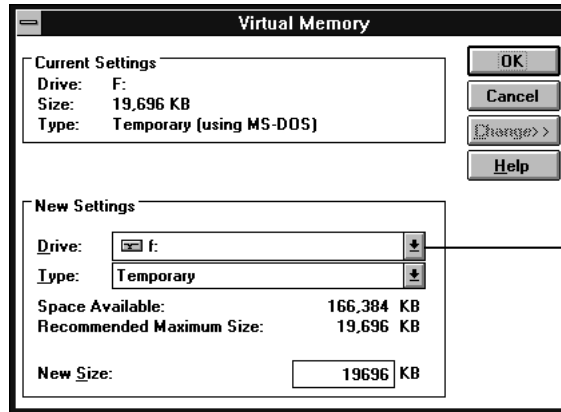 Virtual Memory
Current Settings
Drive: F:
Size: 19,696 KB
Type: Temporary (using MS-DOS)
OK
Cancel
Change>>
Help
New Settings
Drive: f:
Type: Temporary
Space Available: 166,384 KB
Recommended Maximum Size: 19,696 KB
New Size: 19696 KB